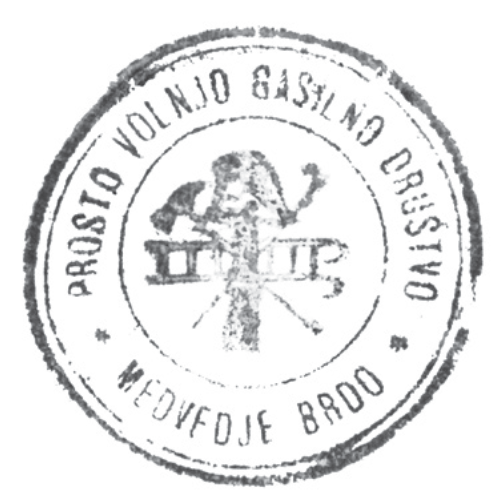 PROSTO VOLNJO GASILNO DRUŠTVO
* MEDVEDJE BRDO *